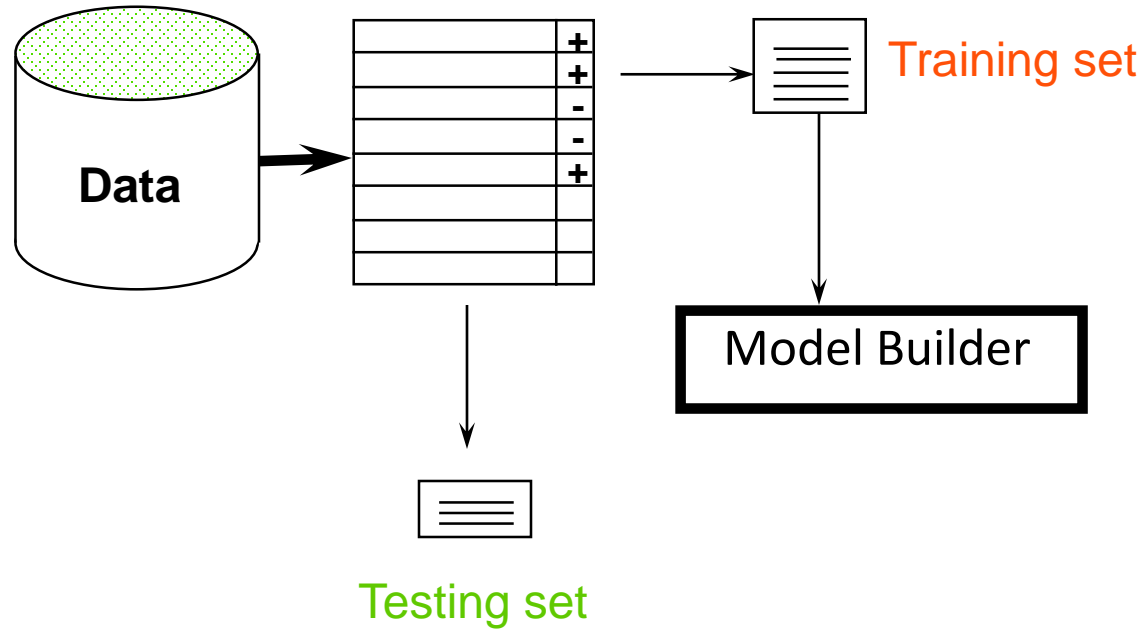 Data
+
+
-
-
+
Training set
Model Builder
Testing set